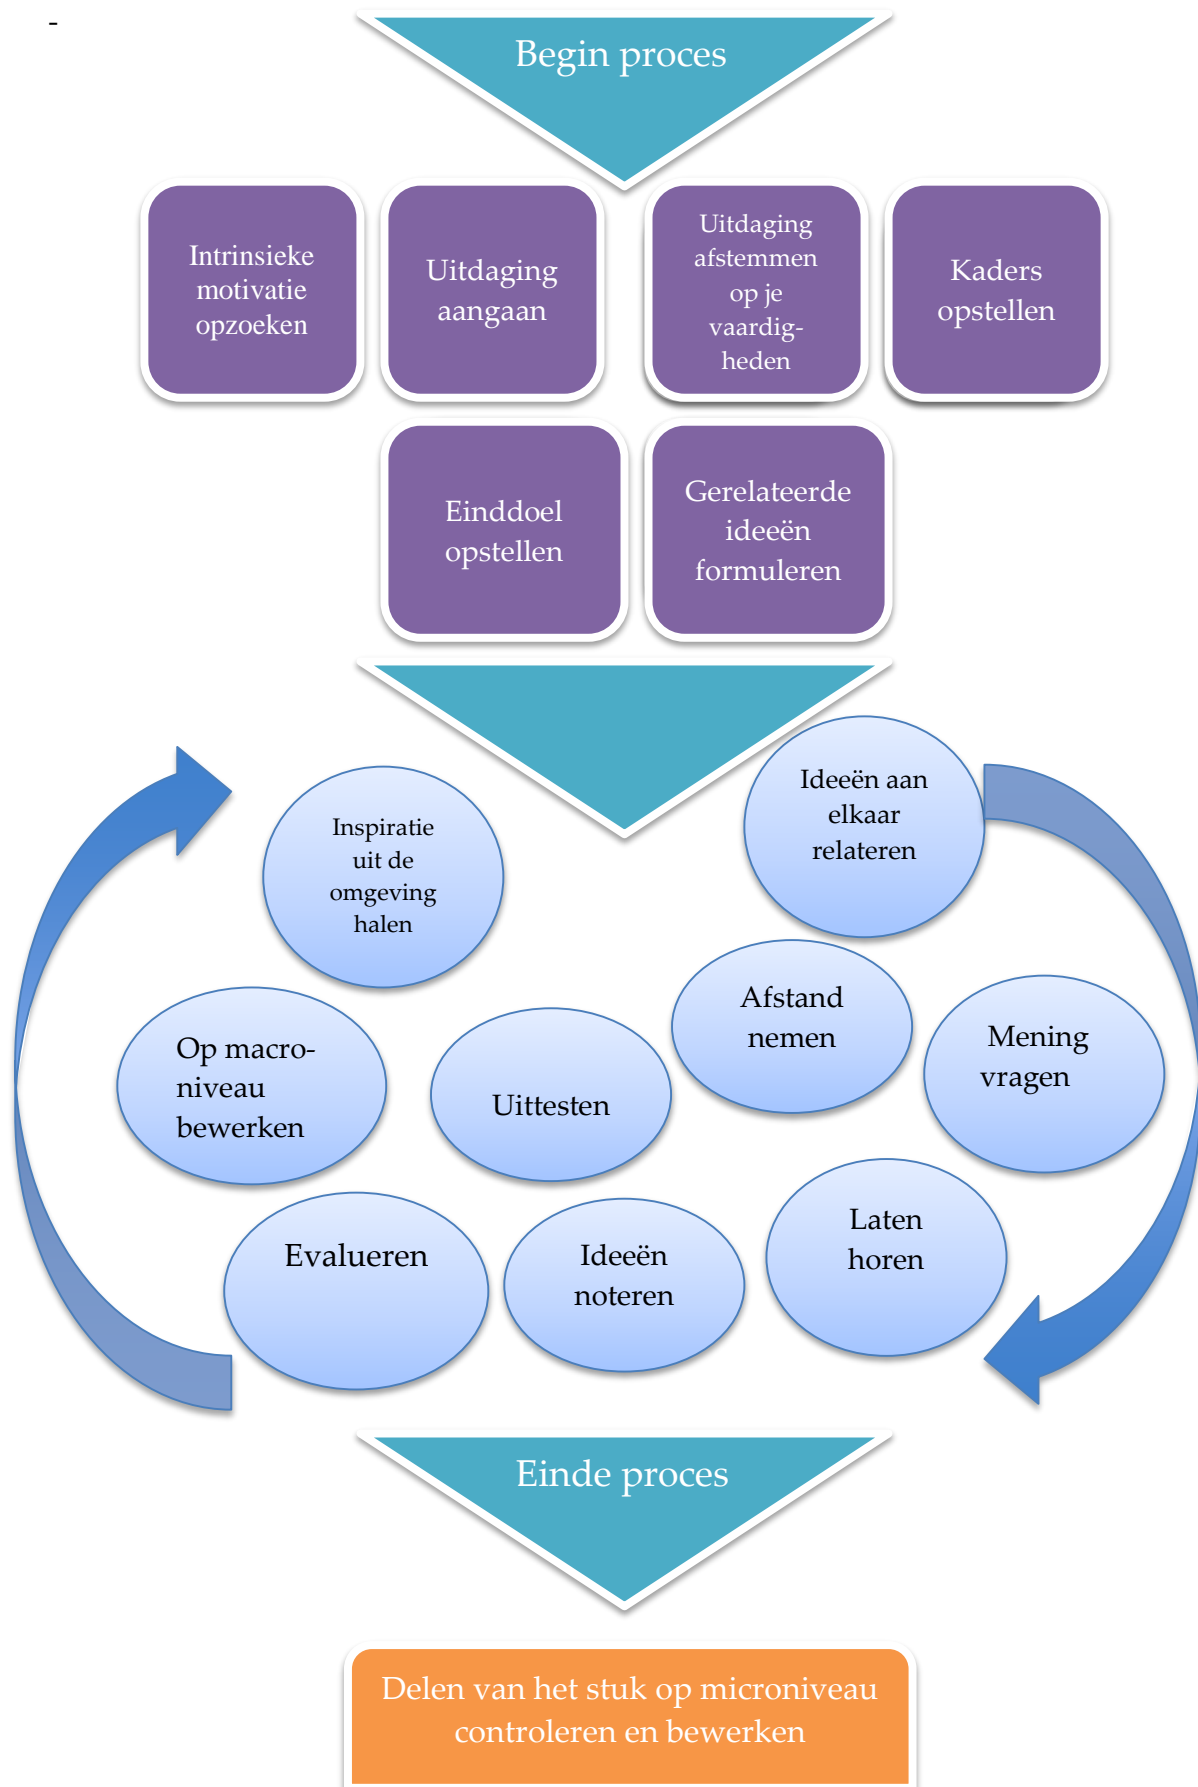 -
Begin proces
Intrinsieke
motivatie
opzoeken
Uitdaging
aangaan
Uitdaging
afstemmen
op je
vaardig-
heden
Kaders
opstellen
Einddoel
opstellen
Gerelateerde
ideeën
formuleren
Inspiratie
uit de
omgeving
halen
Ideeën aan
elkaar
relateren
Afstand
nemen
Mening
vragen
Op macro-
niveau
bewerken
Uittesten
Evalueren
Ideeën
noteren
Laten
horen
Einde proces
Delen van het stuk op microniveau
controleren en bewerken